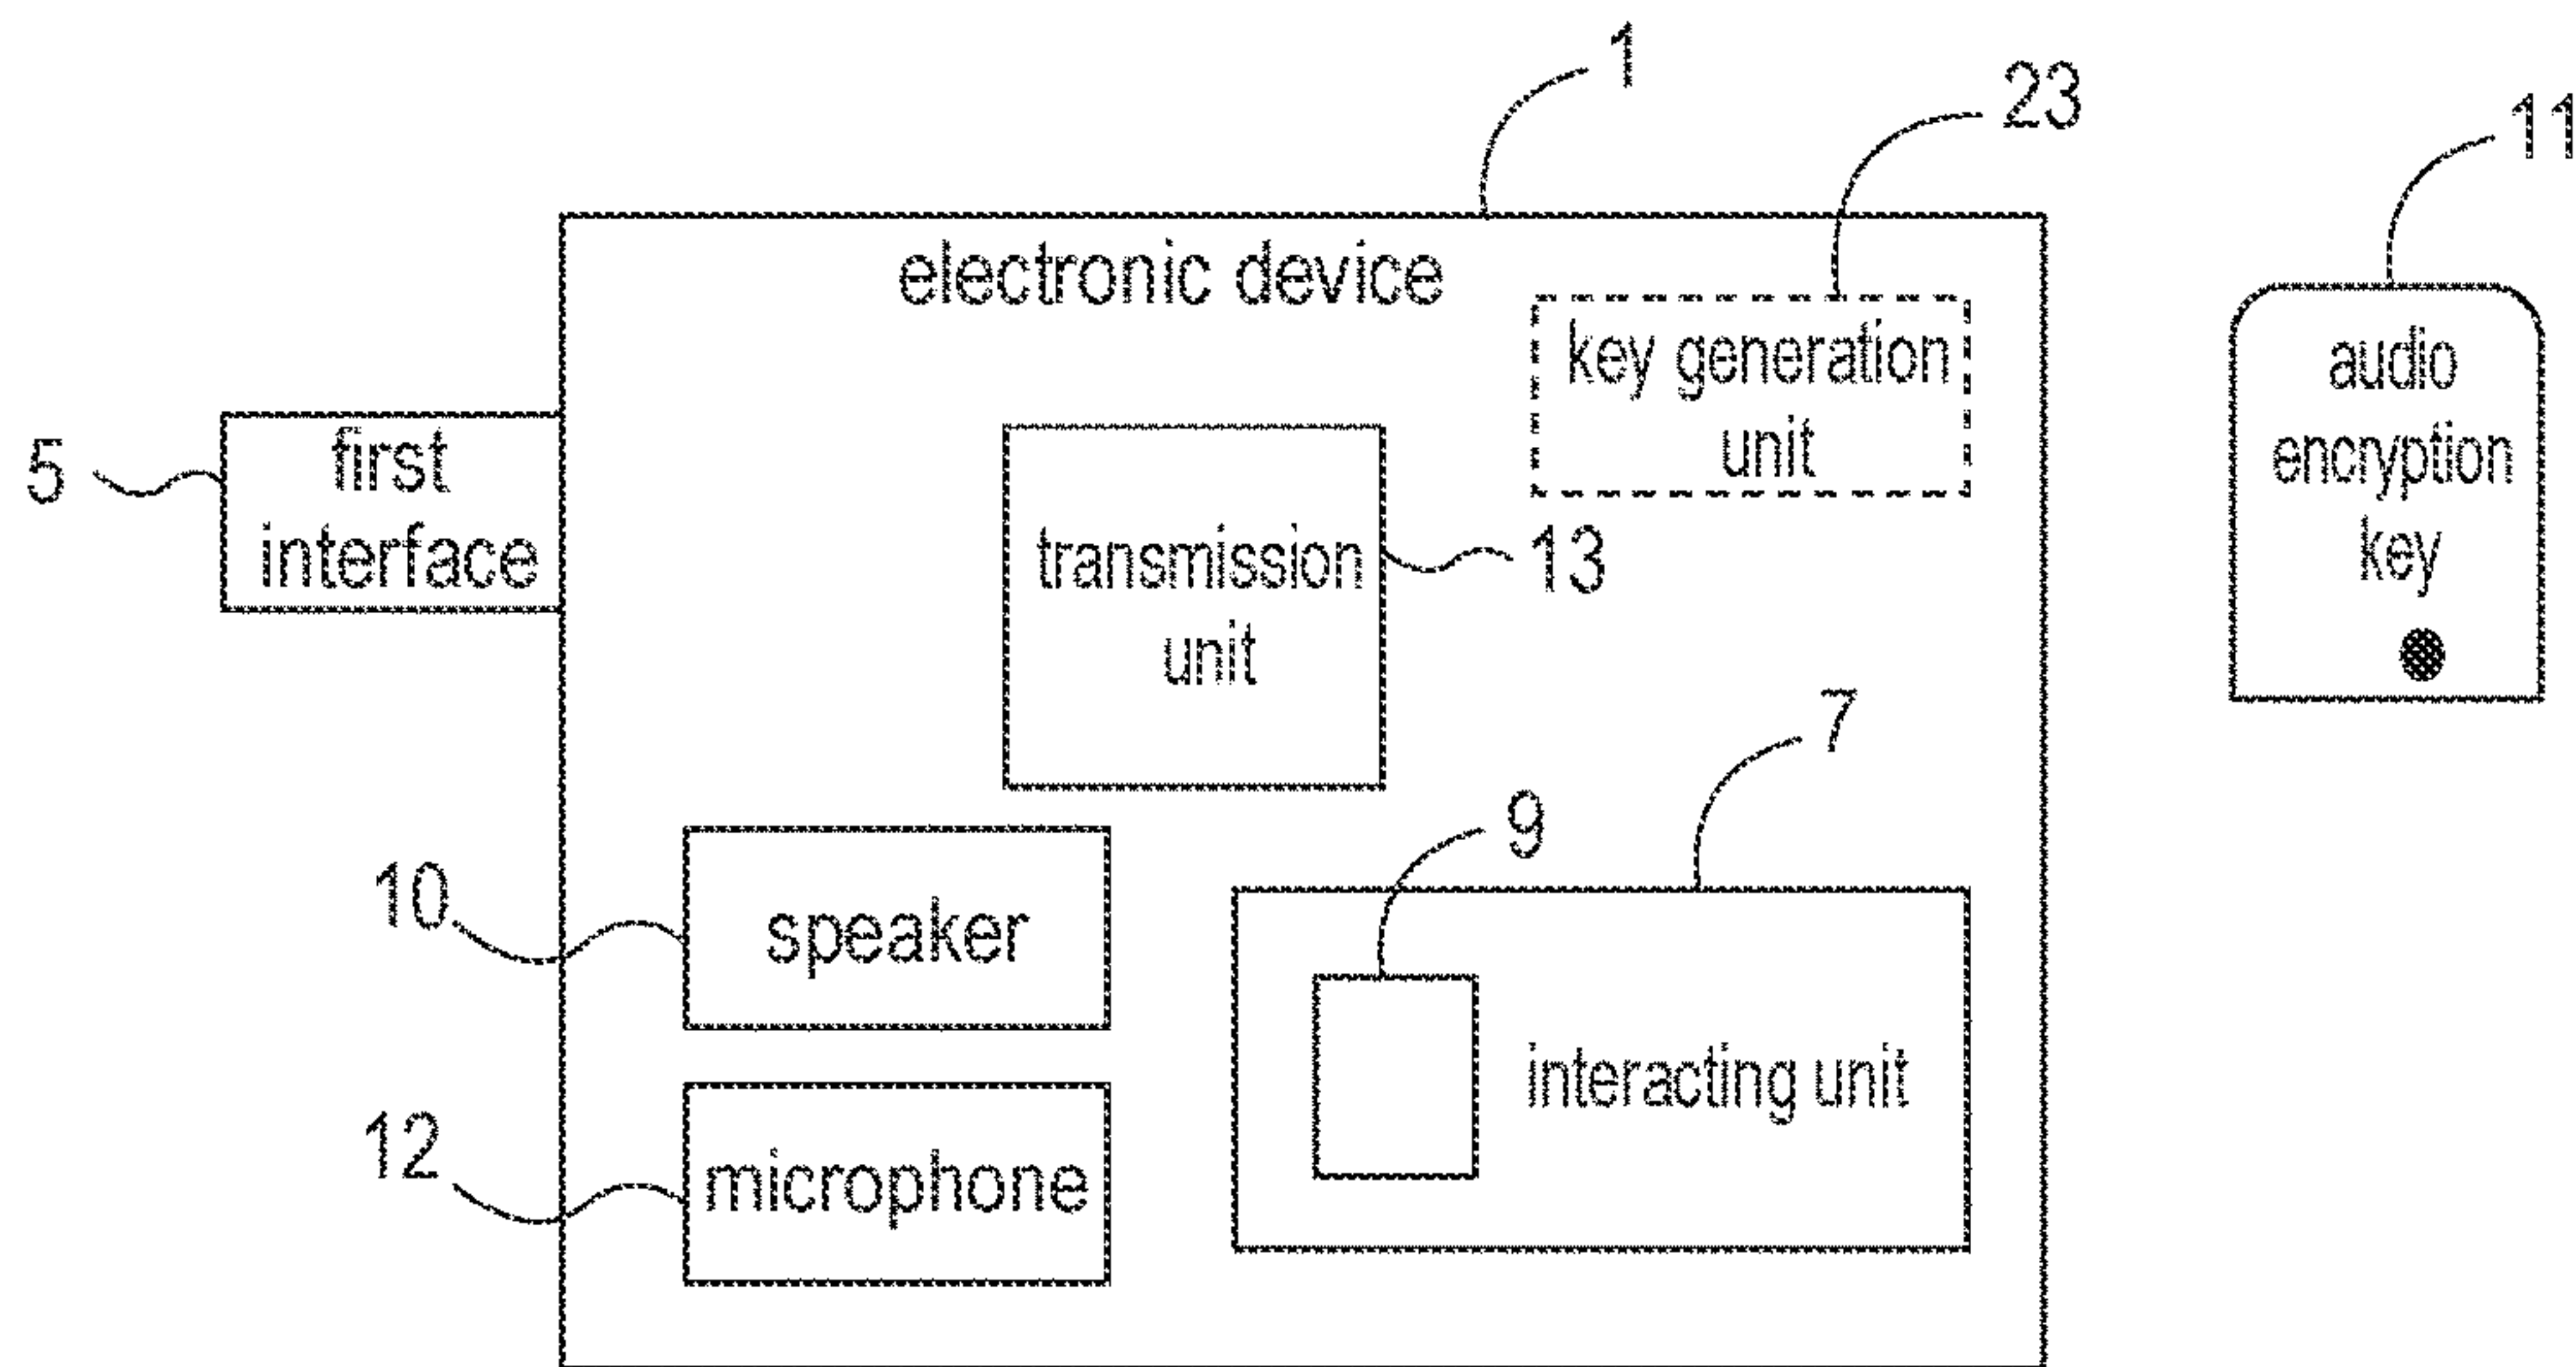 1
23
11
electronic device
key generation
unit
audio
encryption
key
5
first
interface
transmission
unit
13
7
9
10
speaker
interacting unit
12
microphone